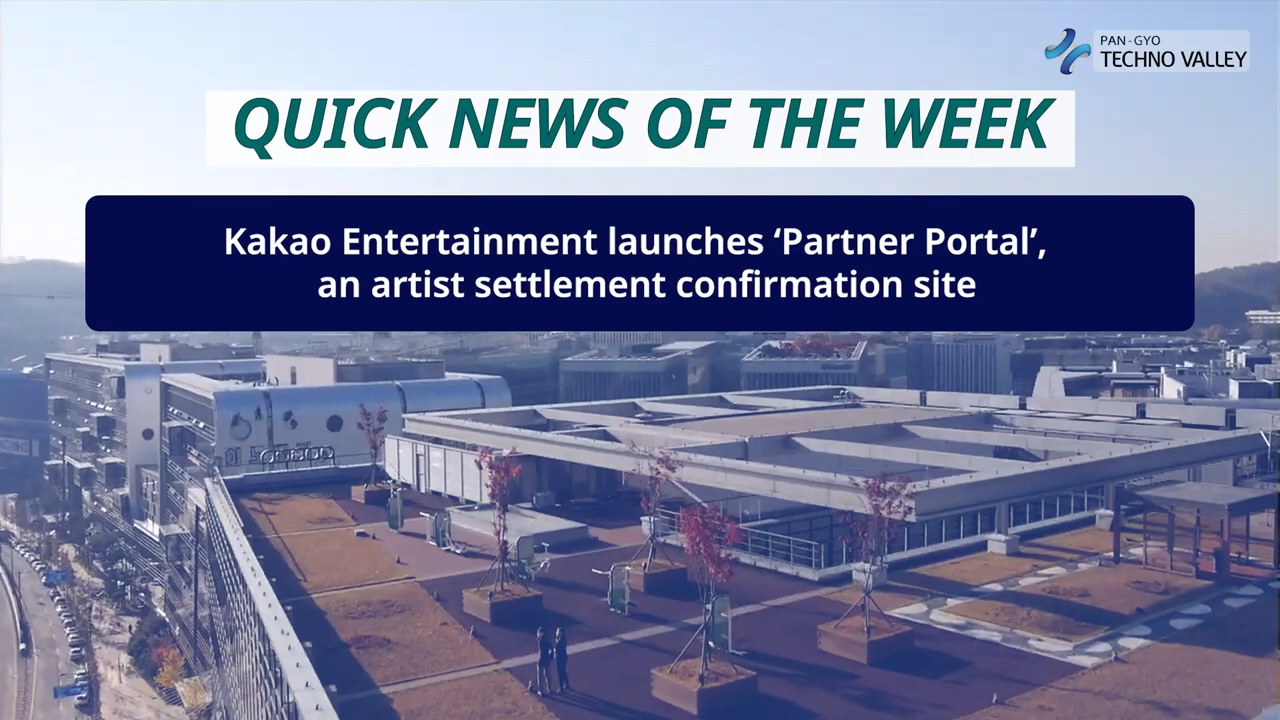 PAN-GYO
TECHNO VALLEY
QUICK NEWS OF THE WEEK
Kakao Entertainment launches ‘Partner Portal’,
an artist settlement confirmation site